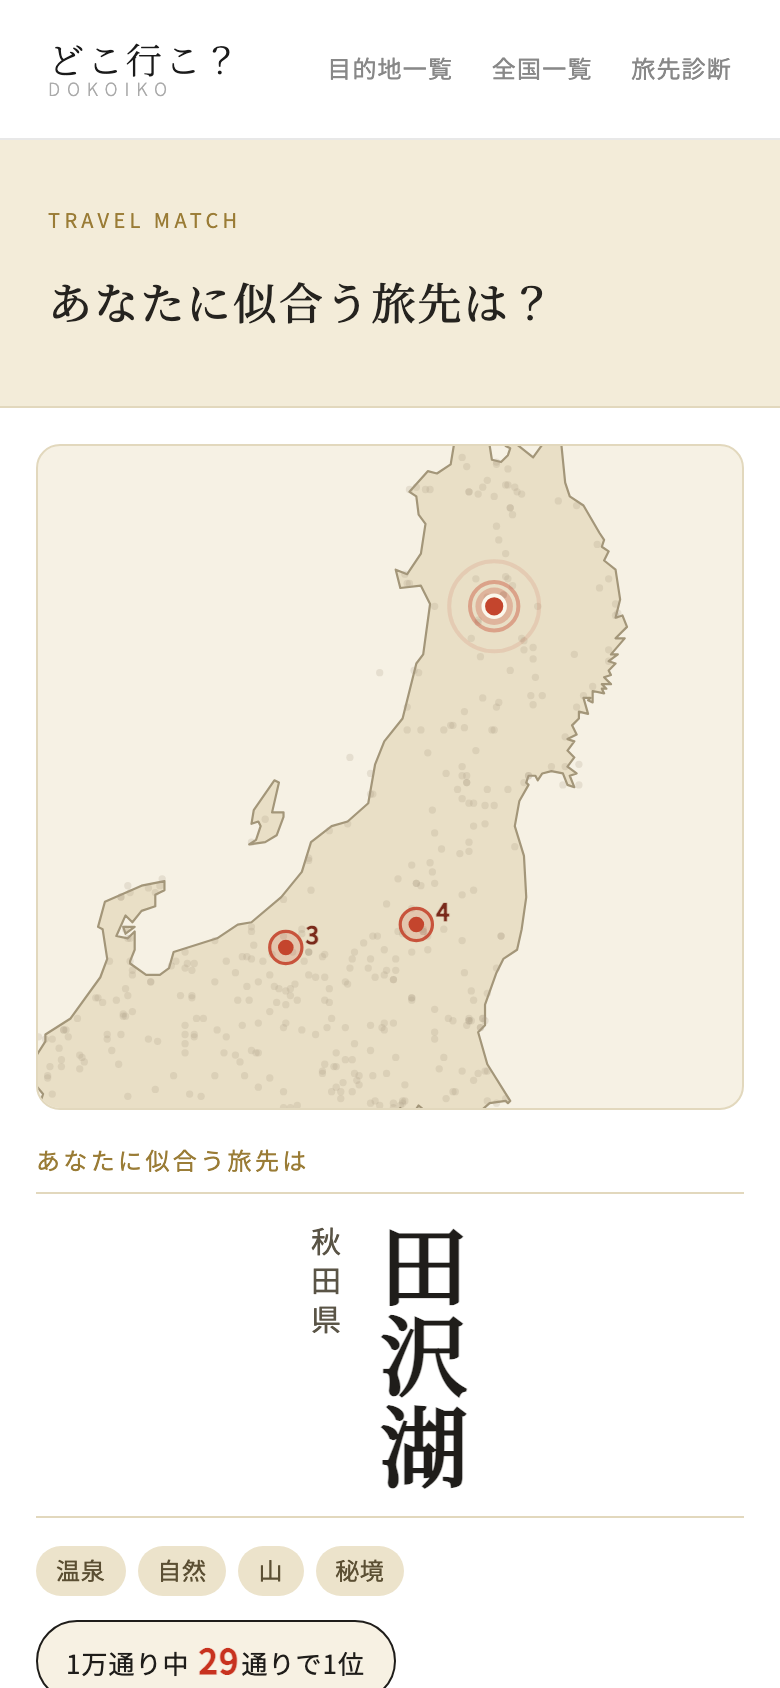 どこ行こ？
DOKOIKO
目的地一覧
全国一覧
旅先診断
TRAVEL MATCH
あなたに似合う旅先は？
3
4
あなたに似合う旅先は
田沢湖
秋田県
温泉
自然
山
秘境
1万通り中 29通りで1位